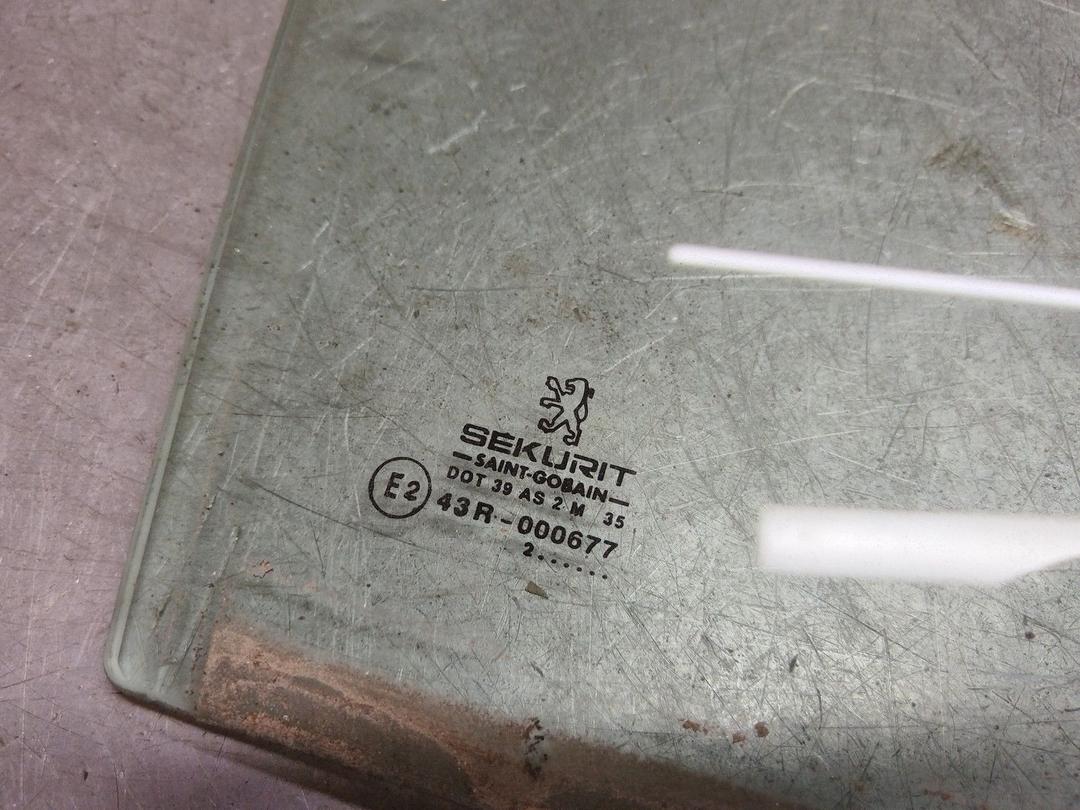 SEKURIT
—SAINT-GOBAIN—
DOT 39 AS 2 M 35
E2 43R-000677
2......